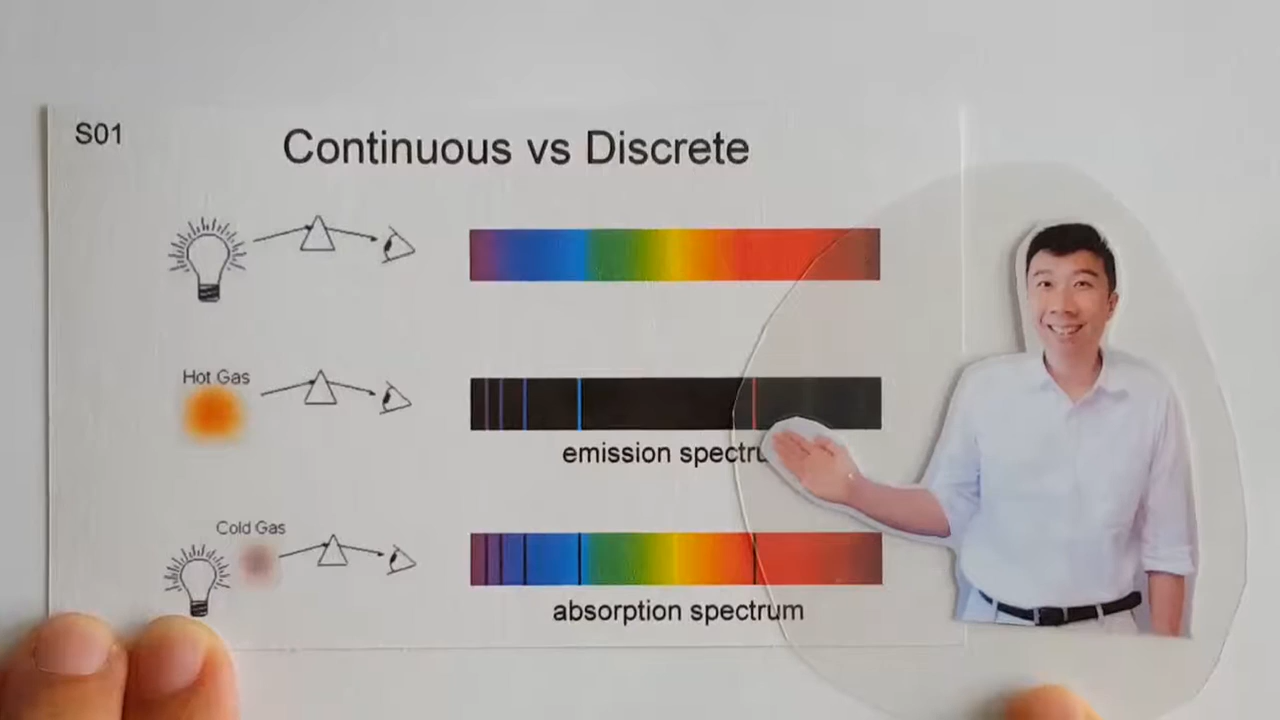 S01
Continuous vs Discrete
Hot Gas
emission spectru
Cold Gas
absorption spectrum